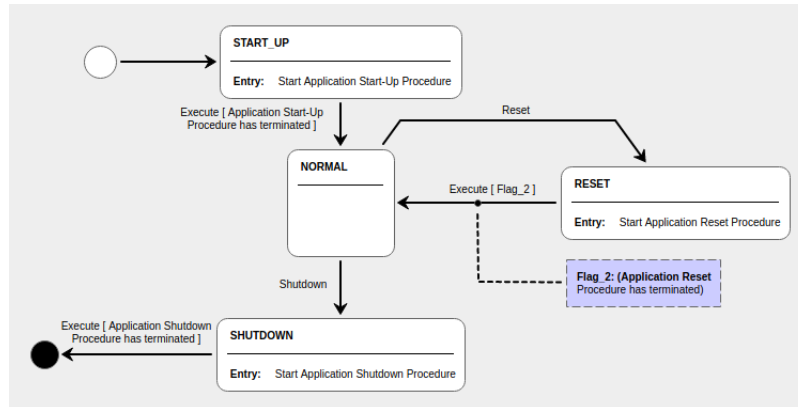 START_UP
Entry: Start Application Start-Up Procedure
Execute [ Application Start-Up
Procedure has terminated ]
Reset
NORMAL
Execute [ Flag_2 ]
RESET
Entry: Start Application Reset Procedure
Flag_2: (Application Reset
Procedure has terminated)
Shutdown
Execute [ Application Shutdown
Procedure has terminated ]
SHUTDOWN
Entry: Start Application Shutdown Procedure